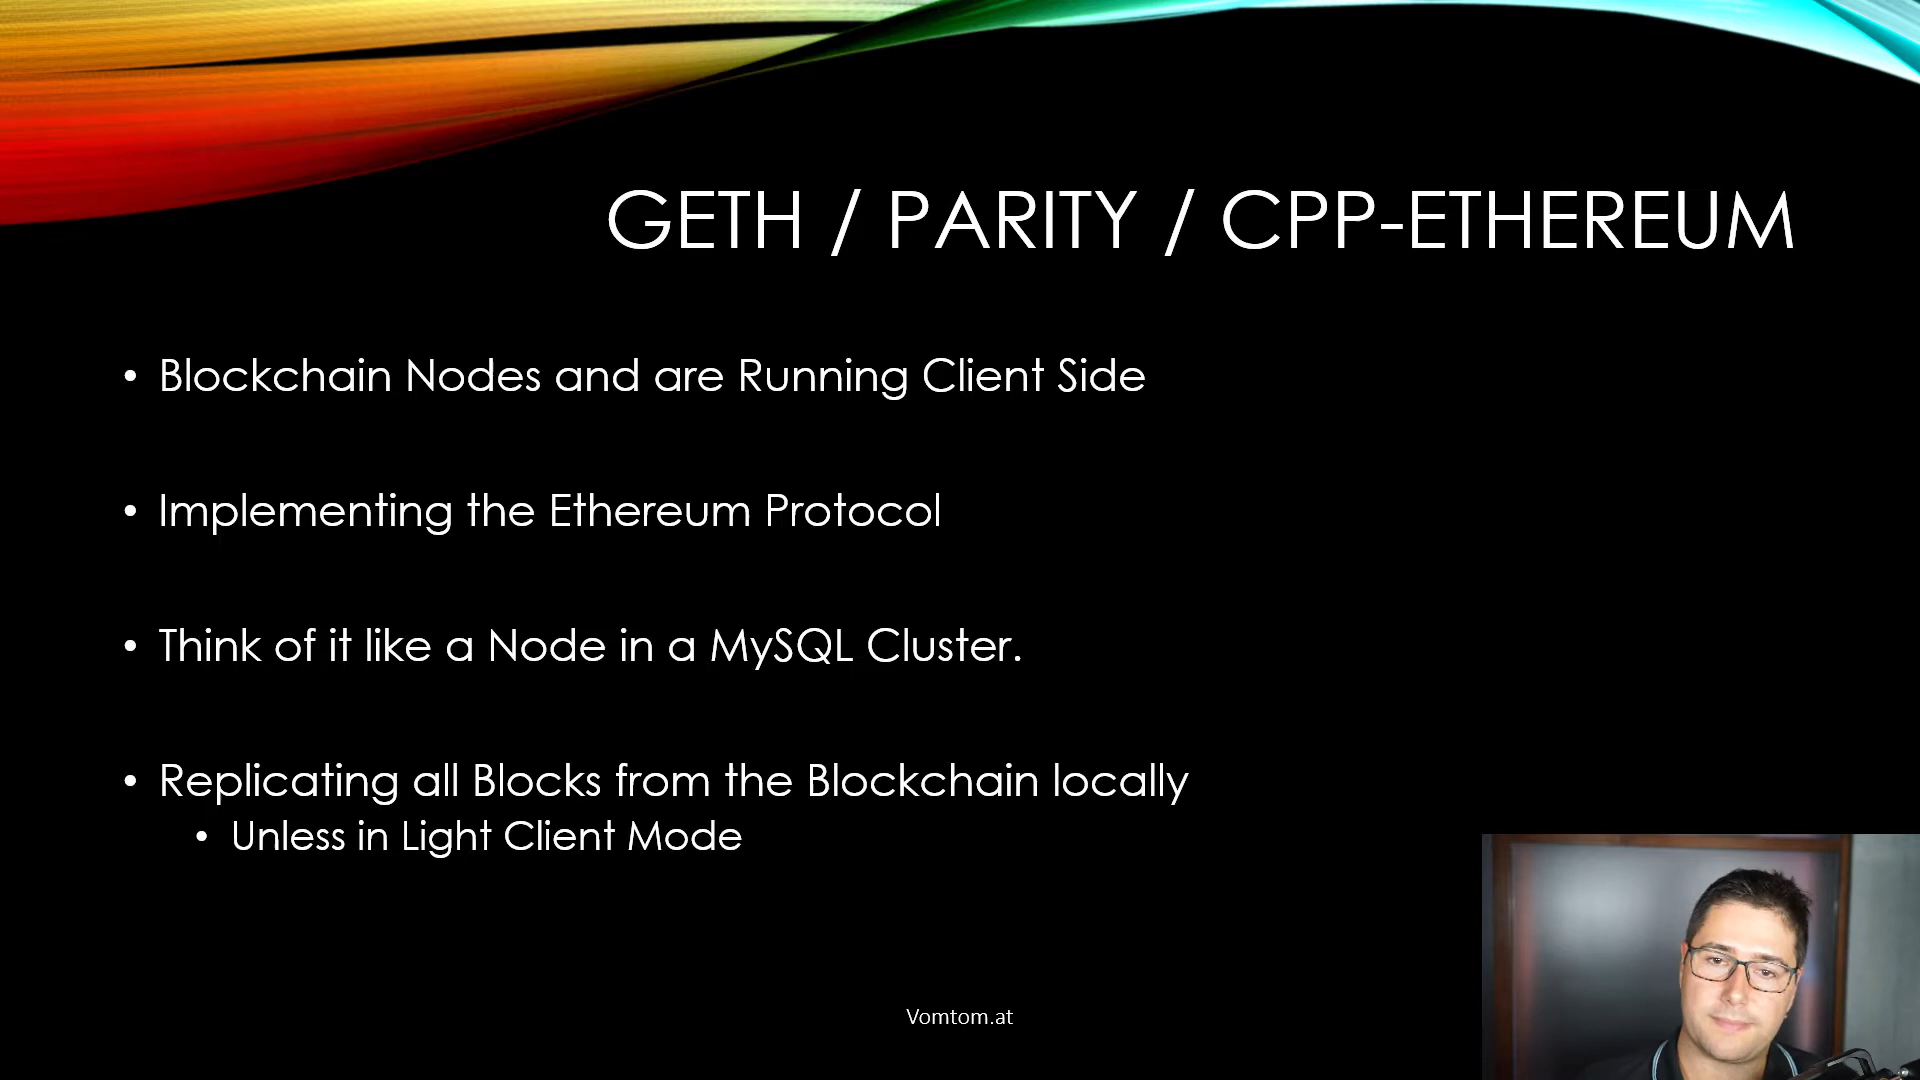 GETH / PARITY / CPP-ETHEREUM
• Blockchain Nodes and are Running Client Side
• Implementing the Ethereum Protocol
• Think of it like a Node in a MySQL Cluster.
• Replicating all Blocks from the Blockchain locally
• Unless in Light Client Mode
Vomtom.at